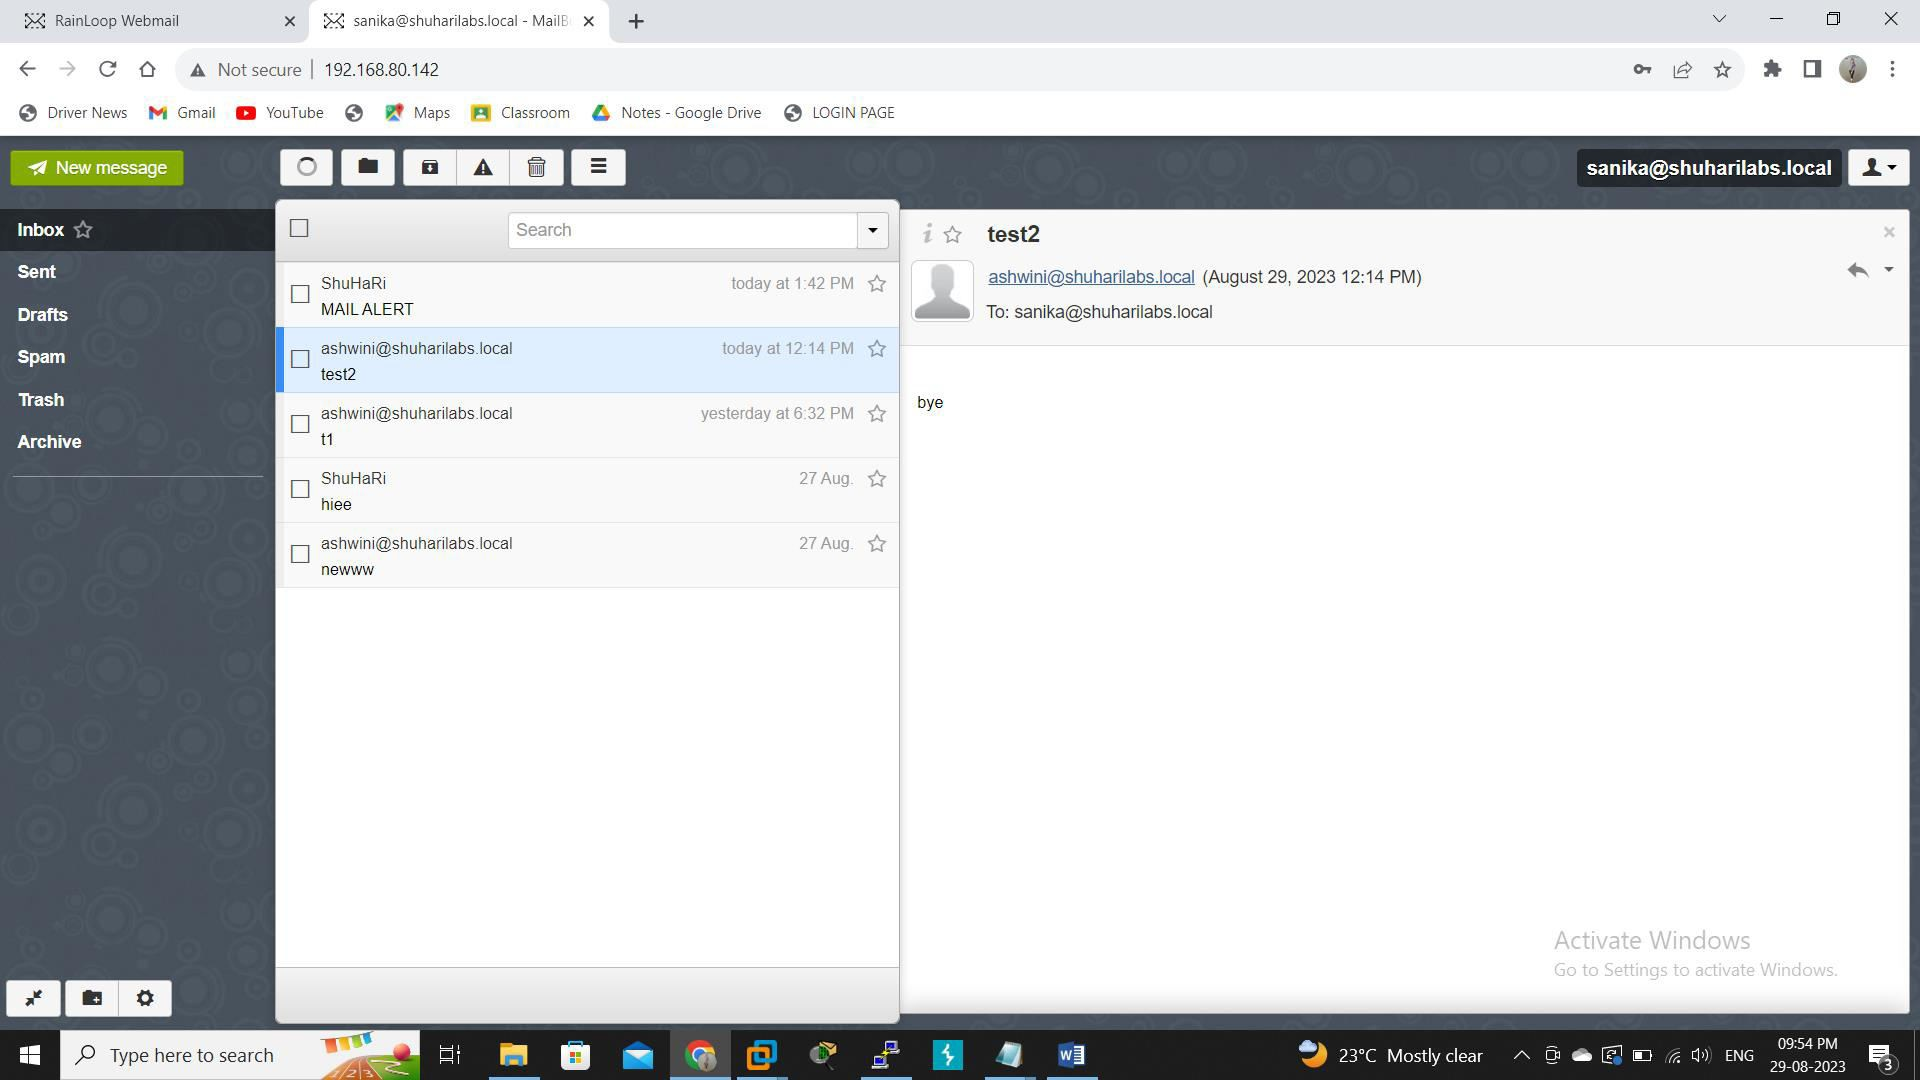 RainLoop Webmail
sanika@shuharilabs.local - MailB
Not secure 192.168.80.142
Driver News Gmail YouTube Maps Classroom Notes - Google Drive LOGIN PAGE
New message
sanika@shuharilabs.local
Inbox
Sent
Drafts
Spam
Trash
Archive
Search
ShuHaRi today at 1:42 PM
MAIL ALERT
ashwini@shuharilabs.local today at 12:14 PM
test2
ashwini@shuharilabs.local yesterday at 6:32 PM
t1
ShuHaRi 27 Aug.
hiee
ashwini@shuharilabs.local 27 Aug.
newww
test2
ashwini@shuharilabs.local (August 29, 2023 12:14 PM)
To: sanika@shuharilabs.local
bye
Activate Windows
Go to Settings to activate Windows.
Type here to search
123
23°C Mostly clear
ENG
09:54 PM
29-08-2023
3